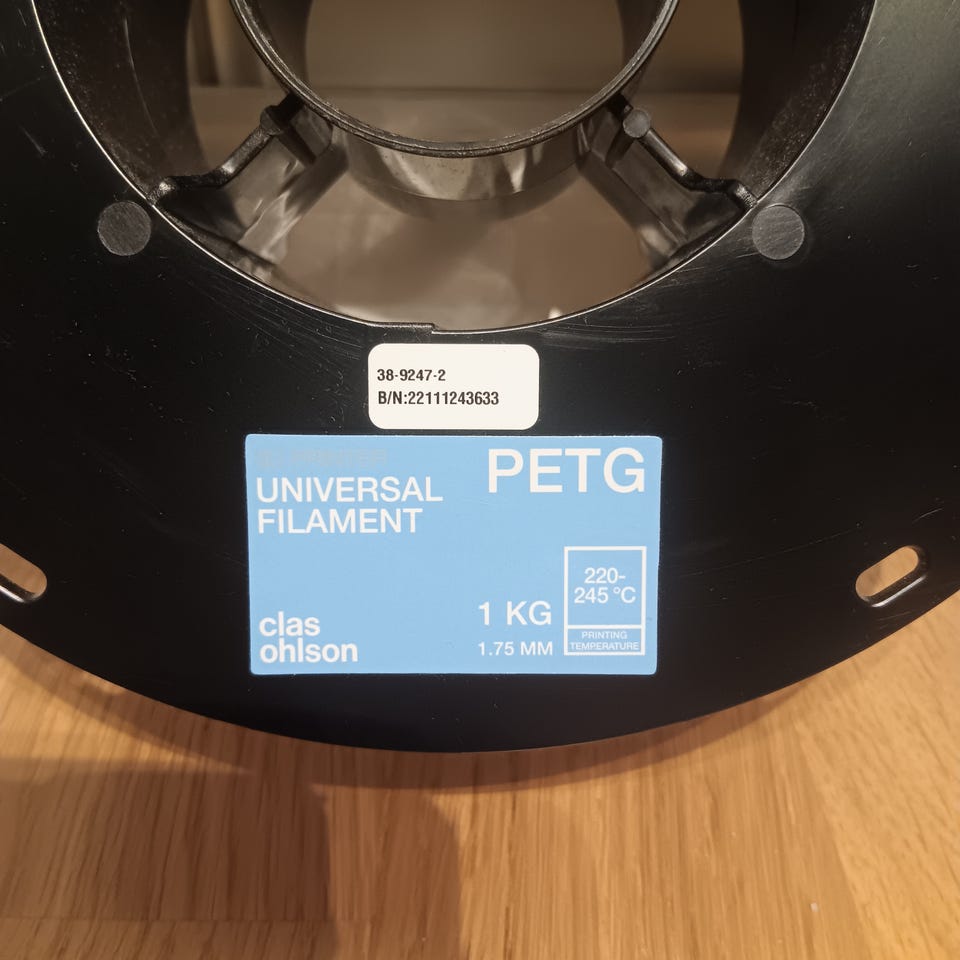 38-9247-2
B/N:22111243633
3D-PRINTER
UNIVERSAL
FILAMENT
PETG
220-
245 °C
PRINTING
TEMPERATURE
1 KG
1.75 MM
clas
ohlson